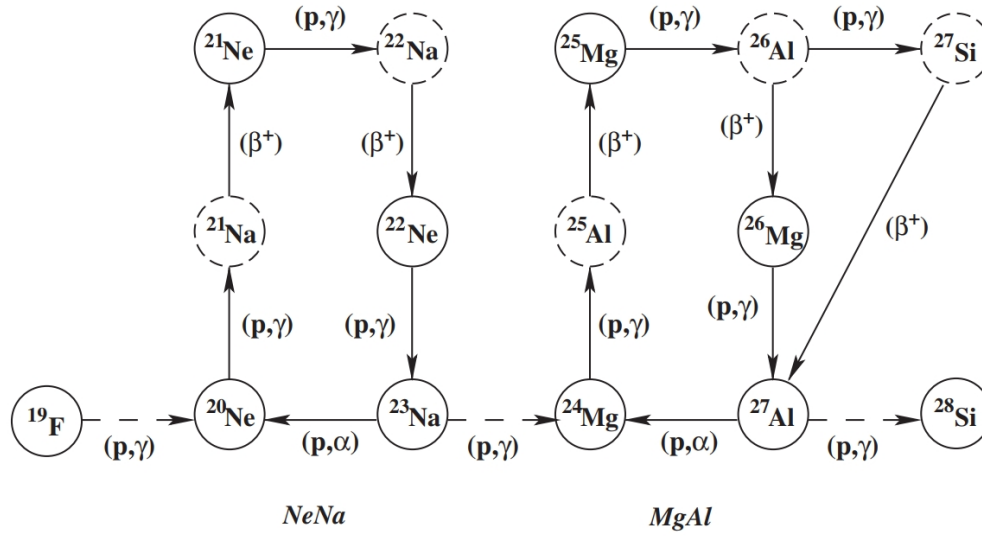 (p,γ) (p,γ) (p,γ)
²¹Ne ²²Na ²⁵Mg ²⁶Al ²⁷Si
(β⁺) (β⁺) (β⁺) (β⁺)
²¹Na ²²Ne ²⁵Al ²⁶Mg (β⁺)
(p,γ) (p,γ) (p,γ) (p,γ)
¹⁹F ²⁰Ne ²³Na ²⁴Mg ²⁷Al ²⁸Si
(p,γ) (p,α) (p,γ) (p,α) (p,γ)
NeNa MgAl